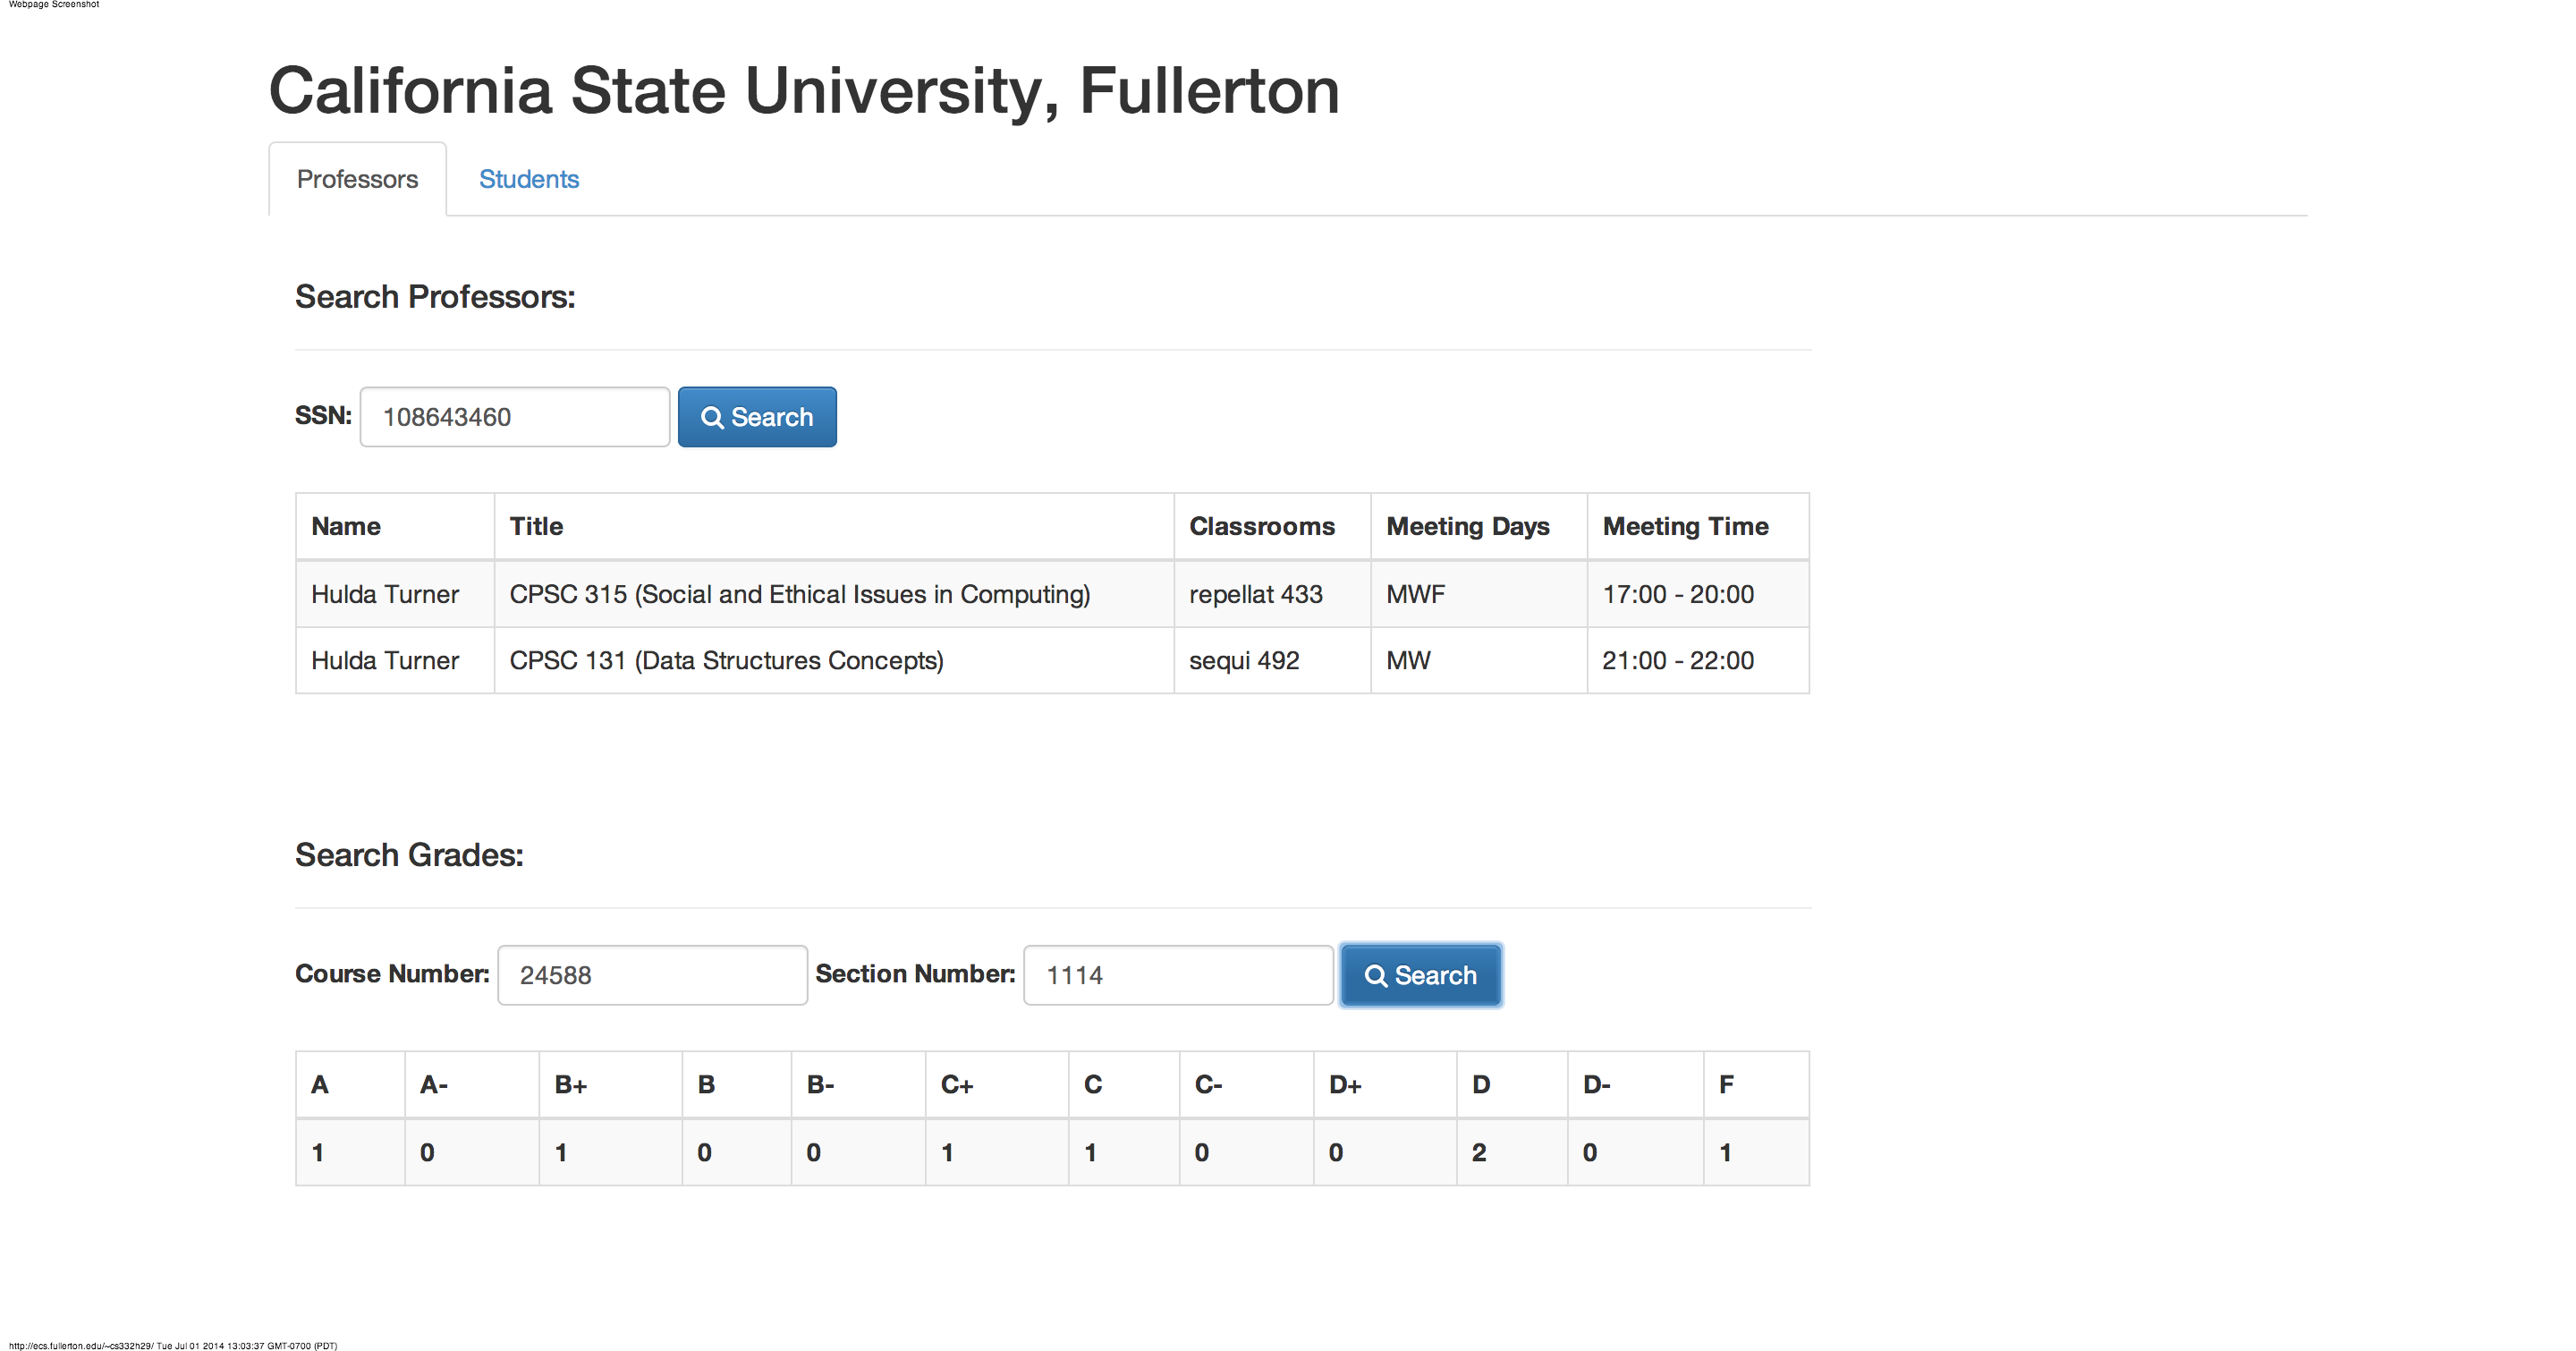 Webpage Screenshot
California State University, Fullerton
Professors Students
Search Professors:
SSN: 108643460 Search
Name Title Classrooms Meeting Days Meeting Time
Hulda Turner CPSC 315 (Social and Ethical Issues in Computing) repellat 433 MWF 17:00 - 20:00
Hulda Turner CPSC 131 (Data Structures Concepts) sequi 492 MW 21:00 - 22:00
Search Grades:
Course Number: 24588 Section Number: 1114 Search
A A- B+ B B- C+ C C- D+ D D- F
1 0 1 0 0 1 1 0 0 2 0 1
http://ecs.fullerton.edu/~cs332h29/ Tue Jul 01 2014 13:03:37 GMT-0700 (PDT)